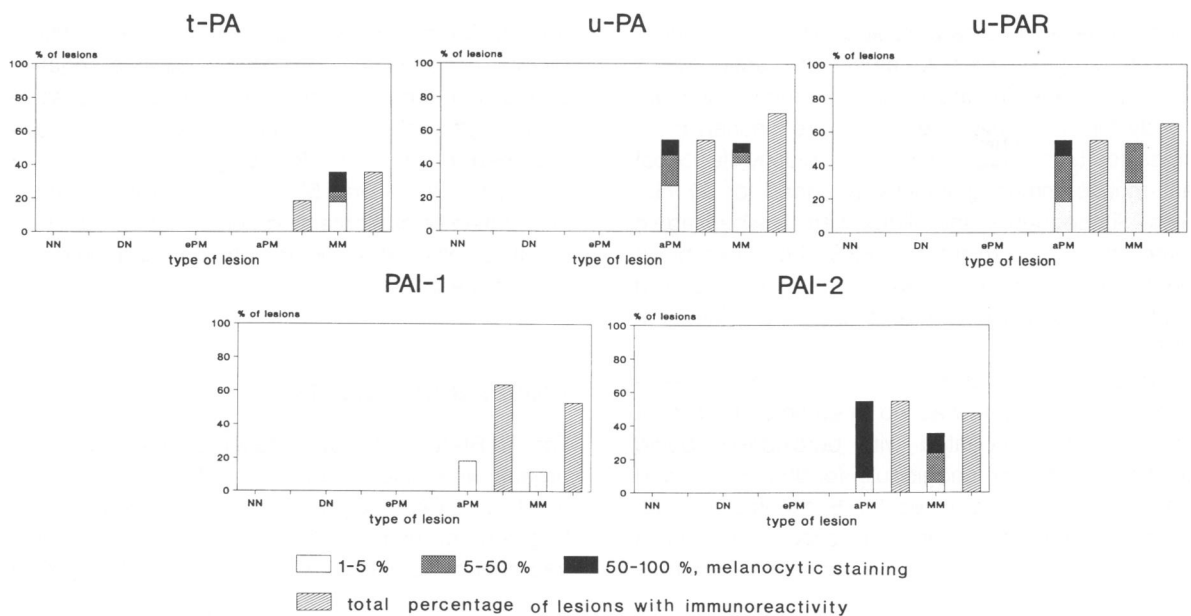 t-PA
% of lesions
100
80
60
40
20
0
NN DN ePM aPM MM
type of lesion
u-PA
% of lesions
100
80
60
40
20
0
NN DN ePM aPM MM
type of lesion
u-PAR
% of lesions
100
80
60
40
20
0
NN DN ePM aPM MM
type of lesion
PAI-1
% of lesions
100
80
60
40
20
0
NN DN ePM aPM MM
type of lesion
PAI-2
% of lesions
100
80
60
40
20
0
NN DN ePM aPM MM
type of lesion
1-5 % 5-50 % 50-100 %, melanocytic staining
total percentage of lesions with immunoreactivity